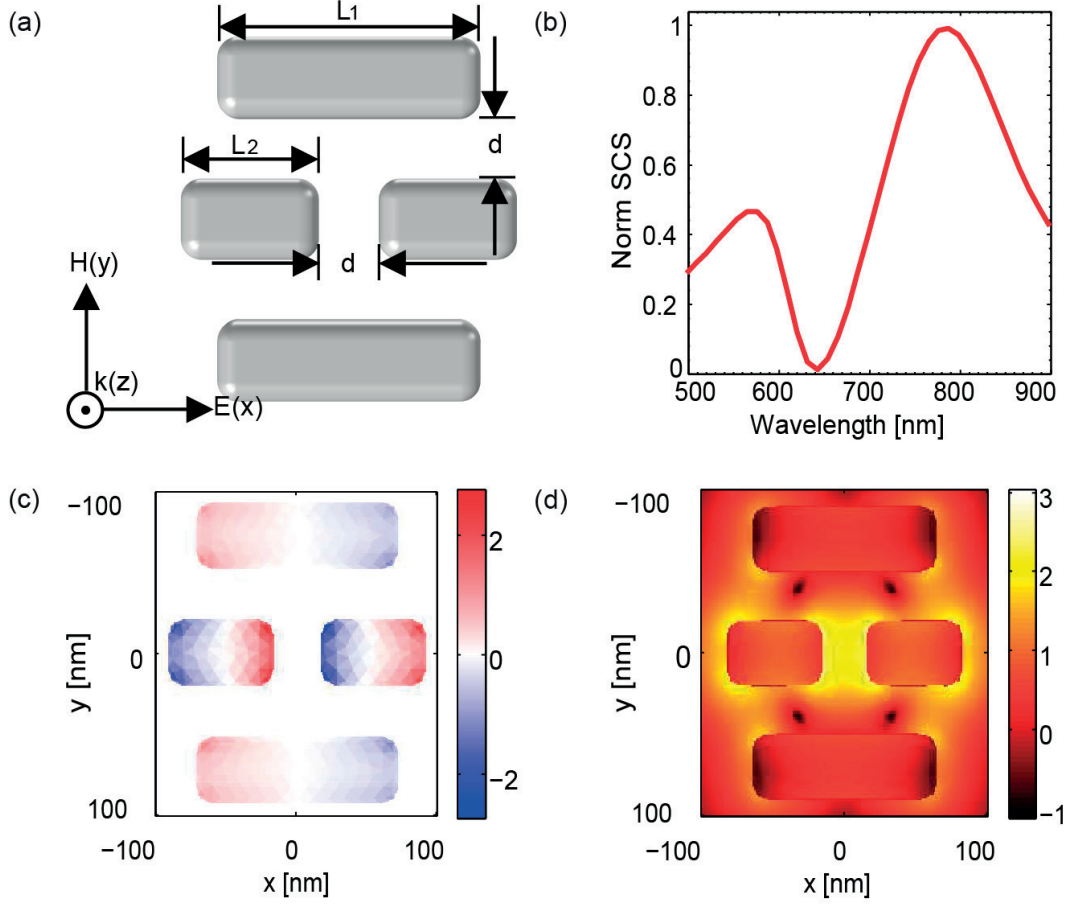 (a)
L1
d
L2
d
H(y)
k(z)
E(x)
(b)
Norm SCS
1
0.8
0.6
0.4
0.2
0
500
600
700
800
900
Wavelength [nm]
(c)
y [nm]
−100
0
100
−100
0
100
x [nm]
2
0
−2
(d)
y [nm]
−100
0
100
−100
0
100
x [nm]
3
2
1
0
−1